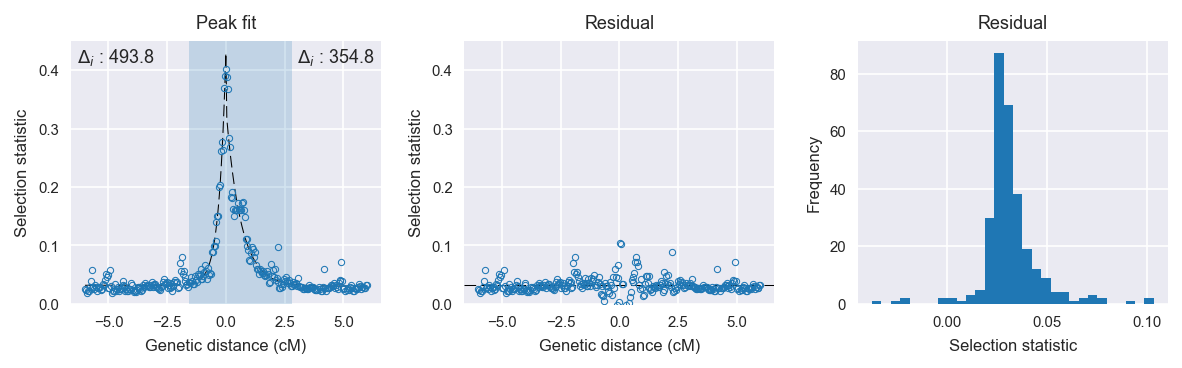 Peak fit
Δi : 493.8
Δi : 354.8
Selection statistic
0.4
0.3
0.2
0.1
0.0
−5.0 −2.5 0.0 2.5 5.0
Genetic distance (cM)
Residual
Selection statistic
0.4
0.3
0.2
0.1
0.0
−5.0 −2.5 0.0 2.5 5.0
Genetic distance (cM)
Residual
Frequency
80
60
40
20
0
0.00 0.05 0.10
Selection statistic